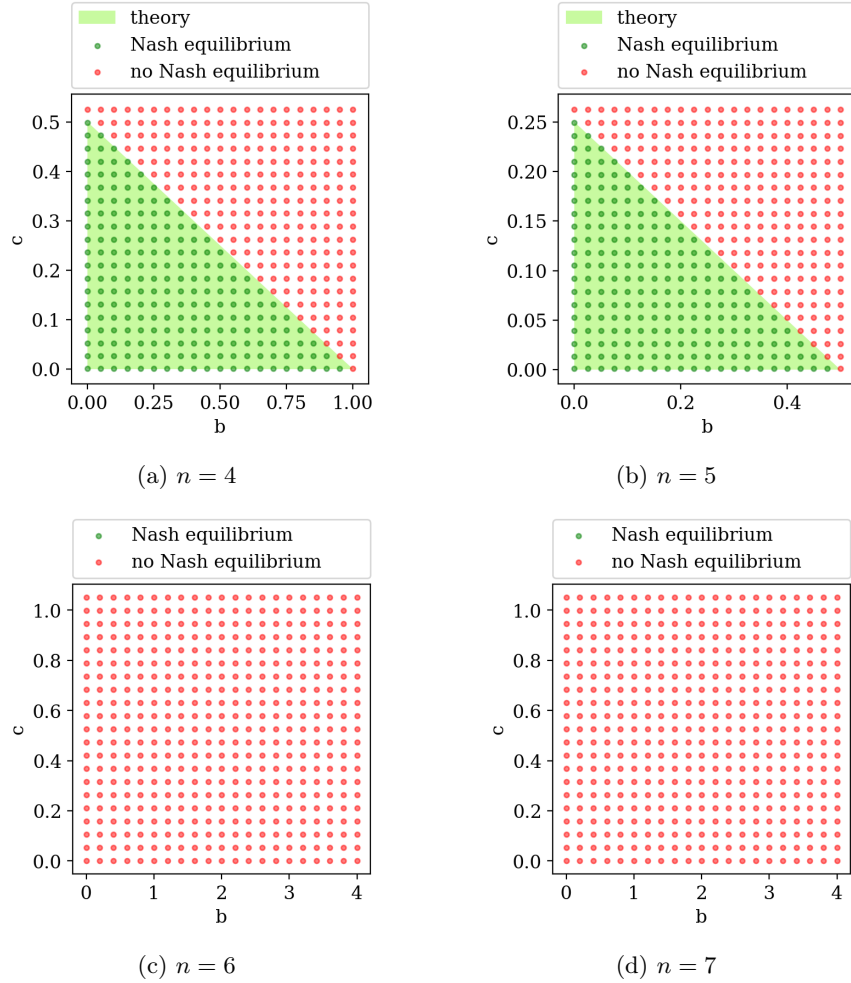 theory
Nash equilibrium
no Nash equilibrium
0.5
0.4
0.3
0.2
0.1
0.0
c
0.00 0.25 0.50 0.75 1.00
b
(a) n = 4
theory
Nash equilibrium
no Nash equilibrium
0.25
0.20
0.15
0.10
0.05
0.00
c
0.0 0.2 0.4
b
(b) n = 5
Nash equilibrium
no Nash equilibrium
1.0
0.8
0.6
0.4
0.2
0.0
c
0 1 2 3 4
b
(c) n = 6
Nash equilibrium
no Nash equilibrium
1.0
0.8
0.6
0.4
0.2
0.0
c
0 1 2 3 4
b
(d) n = 7